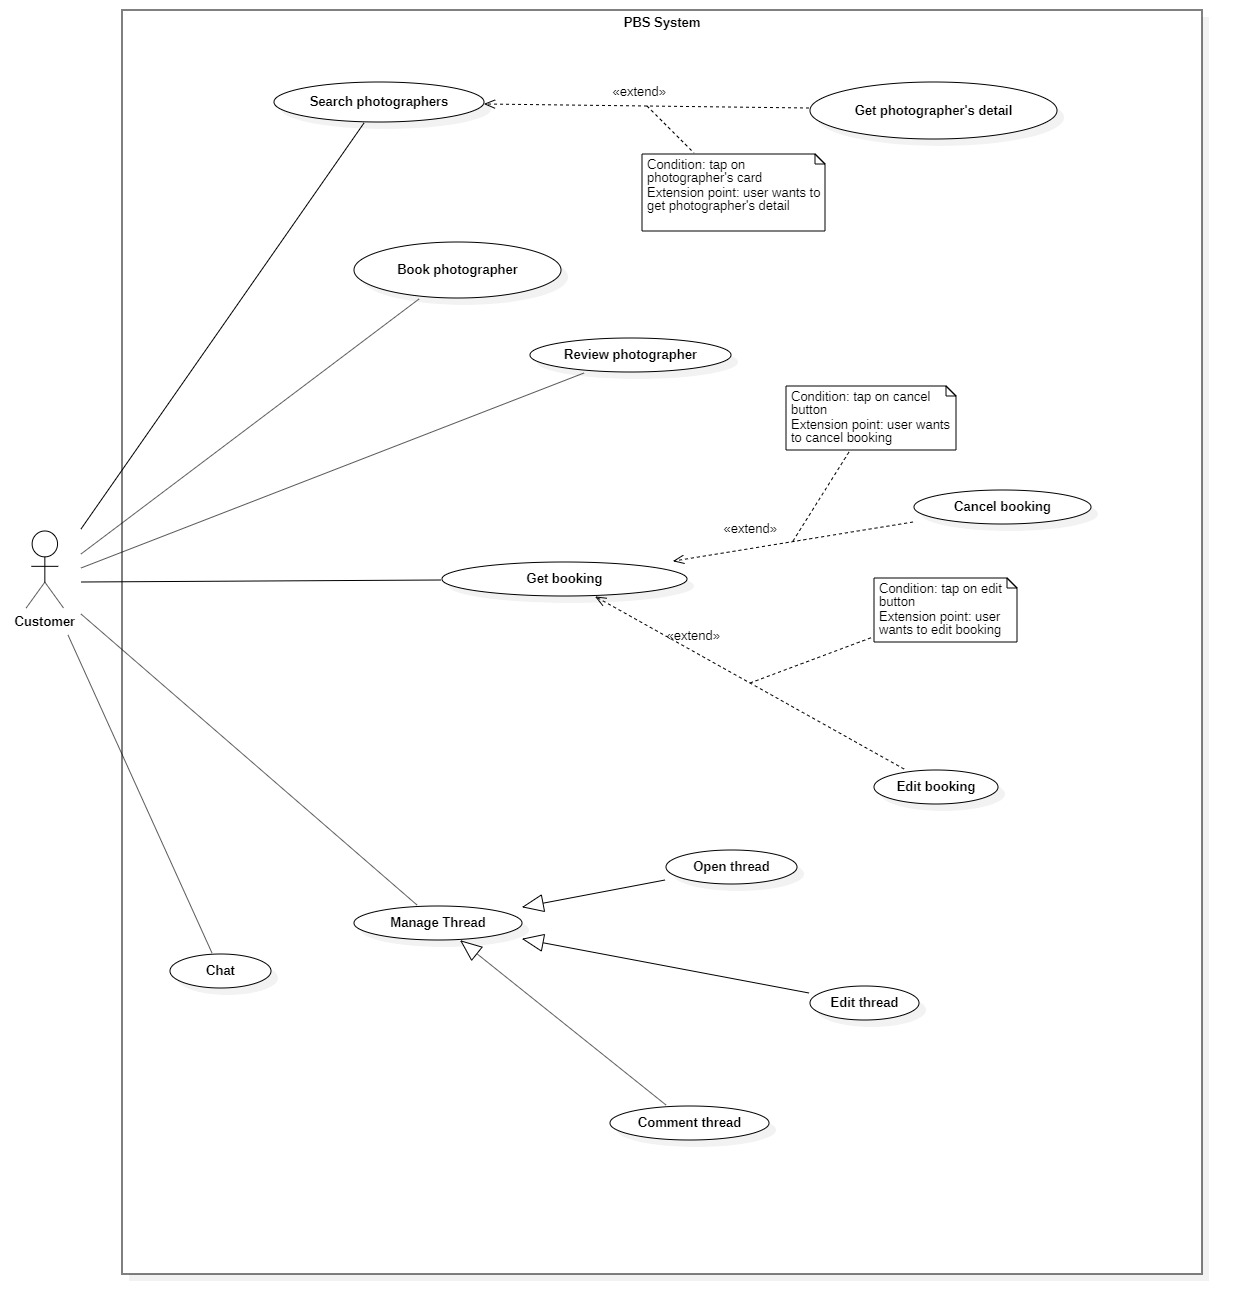 PBS System
Search photographers
«extend»
Get photographer's detail
Condition: tap on
photographer's card
Extension point: user wants to
get photographer's detail
Book photographer
Review photographer
Condition: tap on cancel
button
Extension point: user wants
to cancel booking
Cancel booking
«extend»
Get booking
Condition: tap on edit
button
Extension point: user
wants to edit booking
Customer
«extend»
Edit booking
Open thread
Manage Thread
Chat
Edit thread
Comment thread